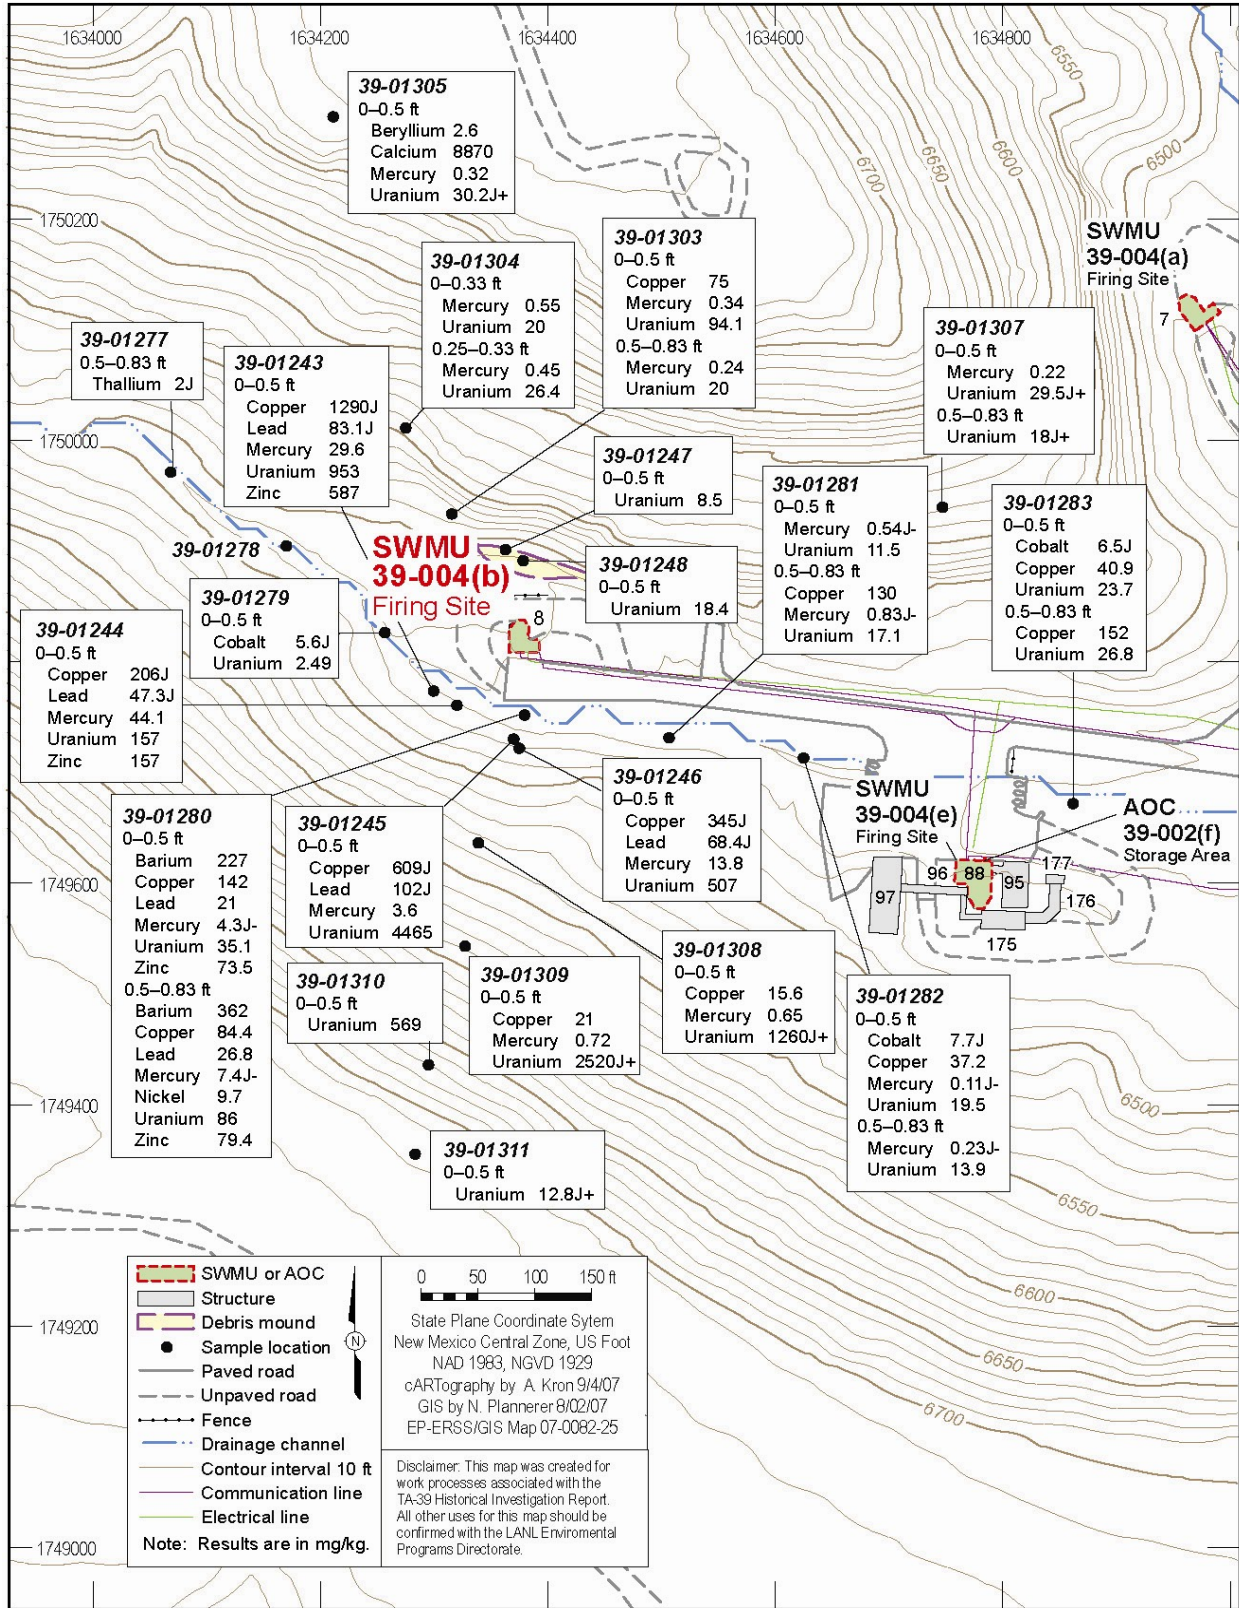 1634000
1634200
1634400
1634600
1634800
6550
6500
6600
6650
6700
39-01305
0–0.5 ft
Beryllium 2.6
Calcium 8870
Mercury 0.32
Uranium 30.2J+
1750200
39-01304
0–0.33 ft
Mercury 0.55
Uranium 20
0.25–0.33 ft
Mercury 0.45
Uranium 26.4
39-01303
0–0.5 ft
Copper 75
Mercury 0.34
Uranium 94.1
0.5–0.83 ft
Mercury 0.24
Uranium 20
SWMU
39-004(a)
Firing Site
7
39-01277
0.5–0.83 ft
Thallium 2J
39-01243
0–0.5 ft
Copper 1290J
Lead 83.1J
Mercury 29.6
Uranium 953
Zinc 587
39-01307
0–0.5 ft
Mercury 0.22
Uranium 29.5J+
0.5–0.83 ft
Uranium 18J+
1750000
39-01247
0–0.5 ft
Uranium 8.5
39-01281
0–0.5 ft
Mercury 0.54J-
Uranium 11.5
0.5–0.83 ft
Copper 130
Mercury 0.83J-
Uranium 17.1
39-01283
0–0.5 ft
Cobalt 6.5J
Copper 40.9
Uranium 23.7
0.5–0.83 ft
Copper 152
Uranium 26.8
39-01278
SWMU
39-004(b)
Firing Site
8
39-01248
0–0.5 ft
Uranium 18.4
39-01279
0–0.5 ft
Cobalt 5.6J
Uranium 2.49
39-01244
0–0.5 ft
Copper 206J
Lead 47.3J
Mercury 44.1
Uranium 157
Zinc 157
39-01280
0–0.5 ft
Barium 227
Copper 142
Lead 21
Mercury 4.3J-
Uranium 35.1
Zinc 73.5
0.5–0.83 ft
Barium 362
Copper 84.4
Lead 26.8
Mercury 7.4J-
Nickel 9.7
Uranium 86
Zinc 79.4
39-01245
0–0.5 ft
Copper 609J
Lead 102J
Mercury 3.6
Uranium 4465
39-01246
0–0.5 ft
Copper 345J
Lead 68.4J
Mercury 13.8
Uranium 507
SWMU
39-004(e)
Firing Site
AOC
39-002(f)
Storage Area
96
88
95
177
97
176
175
1749600
39-01310
0–0.5 ft
Uranium 569
39-01309
0–0.5 ft
Copper 21
Mercury 0.72
Uranium 2520J+
39-01308
0–0.5 ft
Copper 15.6
Mercury 0.65
Uranium 1260J+
39-01282
0–0.5 ft
Cobalt 7.7J
Copper 37.2
Mercury 0.11J-
Uranium 19.5
0.5–0.83 ft
Mercury 0.23J-
Uranium 13.9
1749400
39-01311
0–0.5 ft
Uranium 12.8J+
6500
6550
6600
6650
6700
1749200
1749000
SWMU or AOC
Structure
Debris mound
Sample location
Paved road
Unpaved road
Fence
Drainage channel
Contour interval 10 ft
Communication line
Electrical line
Note: Results are in mg/kg.
N
0 50 100 150 ft
State Plane Coordinate Sytem
New Mexico Central Zone, US Foot
NAD 1983, NGVD 1929
cARTography by A. Kron 9/4/07
GIS by N. Plannerer 8/02/07
EP-ERSS/GIS Map 07-0082-25
Disclaimer: This map was created for
work processes associated with the
TA-39 Historical Investigation Report.
All other uses for this map should be
confirmed with the LANL Enviromental
Programs Directorate.